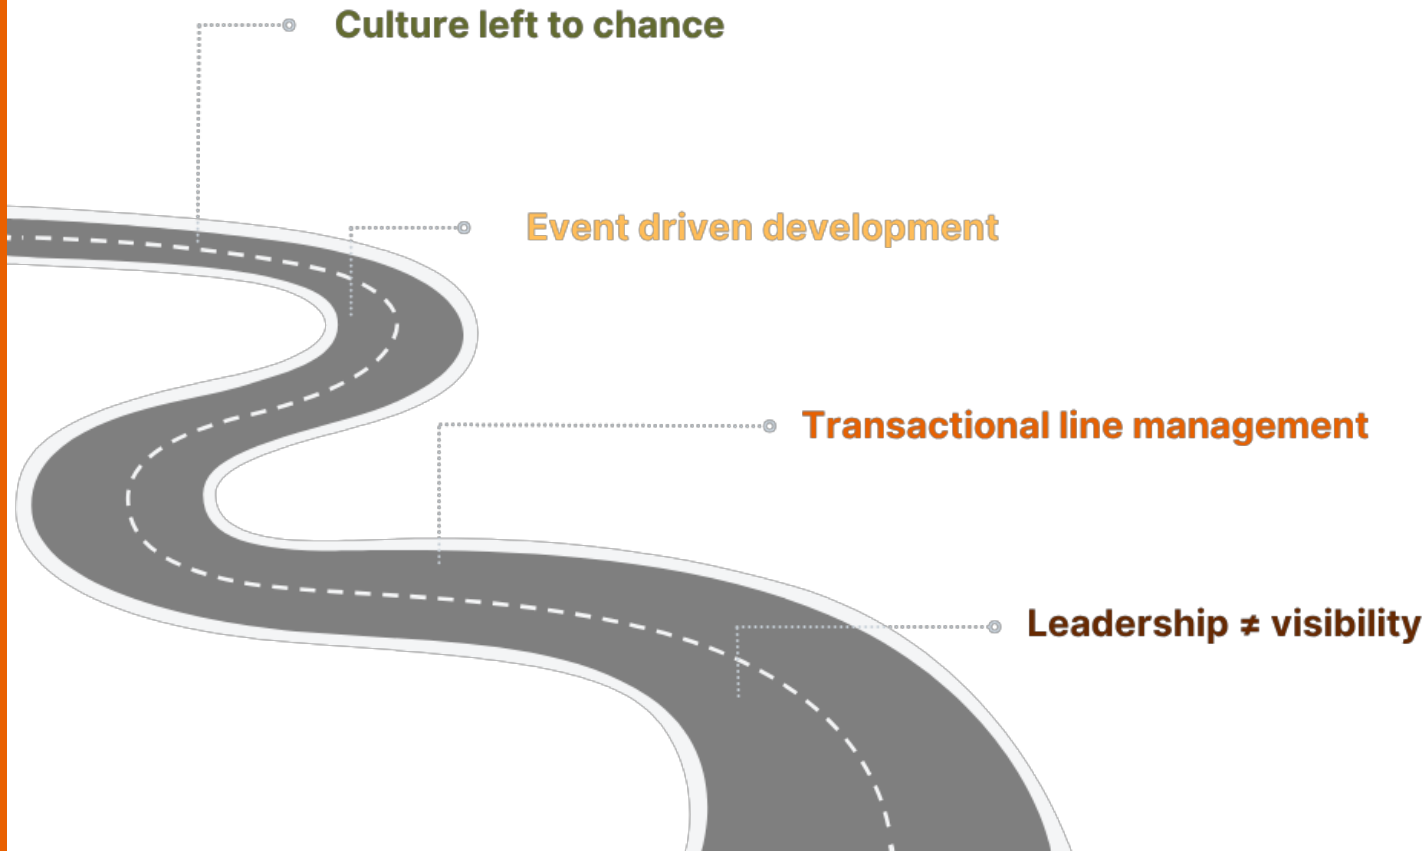 Culture left to chance
Event driven development
Transactional line management
Leadership ≠ visibility